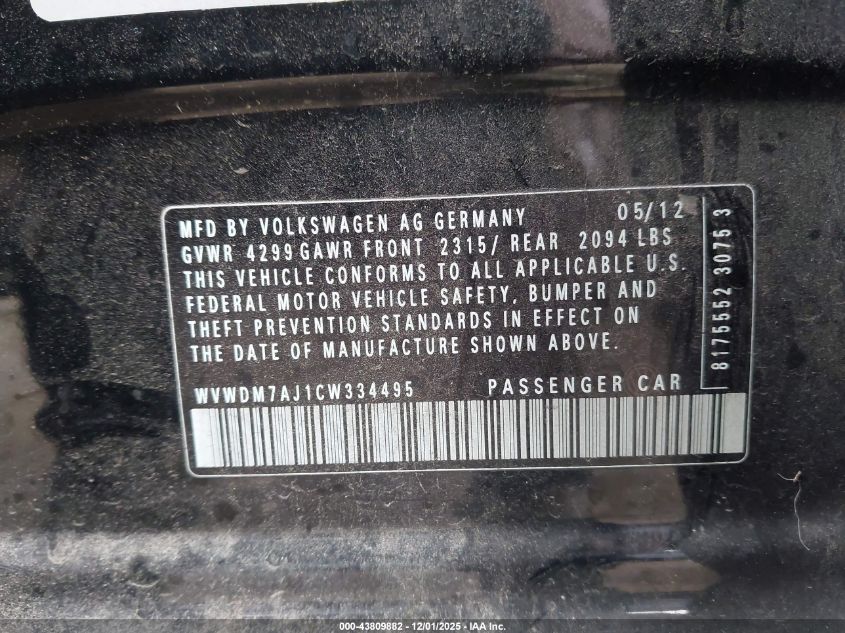 MFD BY VOLKSWAGEN AG GERMANY 05/12
GVWR 4299 GAWR FRONT 2315/ REAR 2094 LBS
THIS VEHICLE CONFORMS TO ALL APPLICABLE U.S.
FEDERAL MOTOR VEHICLE SAFETY, BUMPER AND
THEFT PREVENTION STANDARDS IN EFFECT ON
THE DATE OF MANUFACTURE SHOWN ABOVE.
WVWDM7AJ1CW334495 PASSENGER CAR
8175552 3075 3
000-43809882 - 12/01/2025 - IAA Inc.